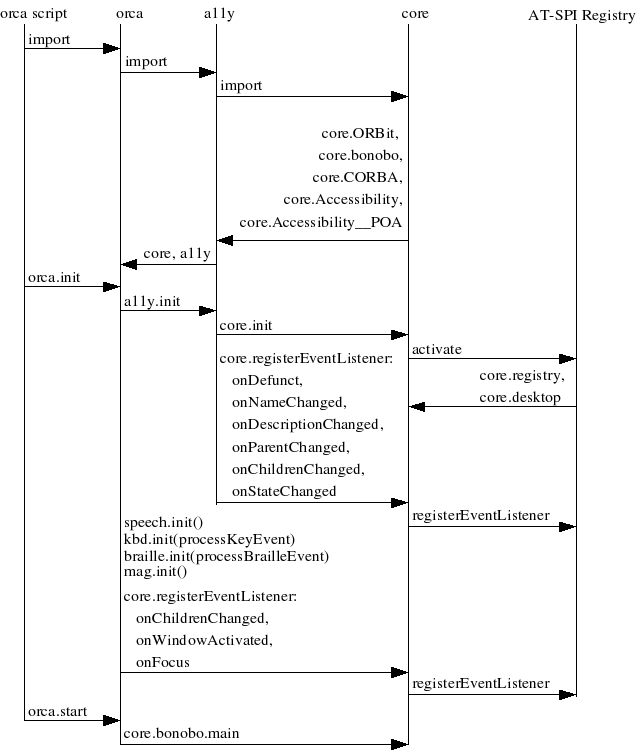 orca script
orca
a11y
core
AT-SPI Registry
import
import
import
core.ORBit,
core.bonobo,
core.CORBA,
core.Accessibility,
core.Accessibility__POA
core, a11y
orca.init
a11y.init
core.init
activate
core.registerEventListener:
onDefunct,
onNameChanged,
onDescriptionChanged,
onParentChanged,
onChildrenChanged,
onStateChanged
core.registry,
core.desktop
registerEventListener
speech.init()
kbd.init(processKeyEvent)
braille.init(processBrailleEvent)
mag.init()
core.registerEventListener:
onChildrenChanged,
onWindowActivated,
onFocus
registerEventListener
orca.start
core.bonobo.main